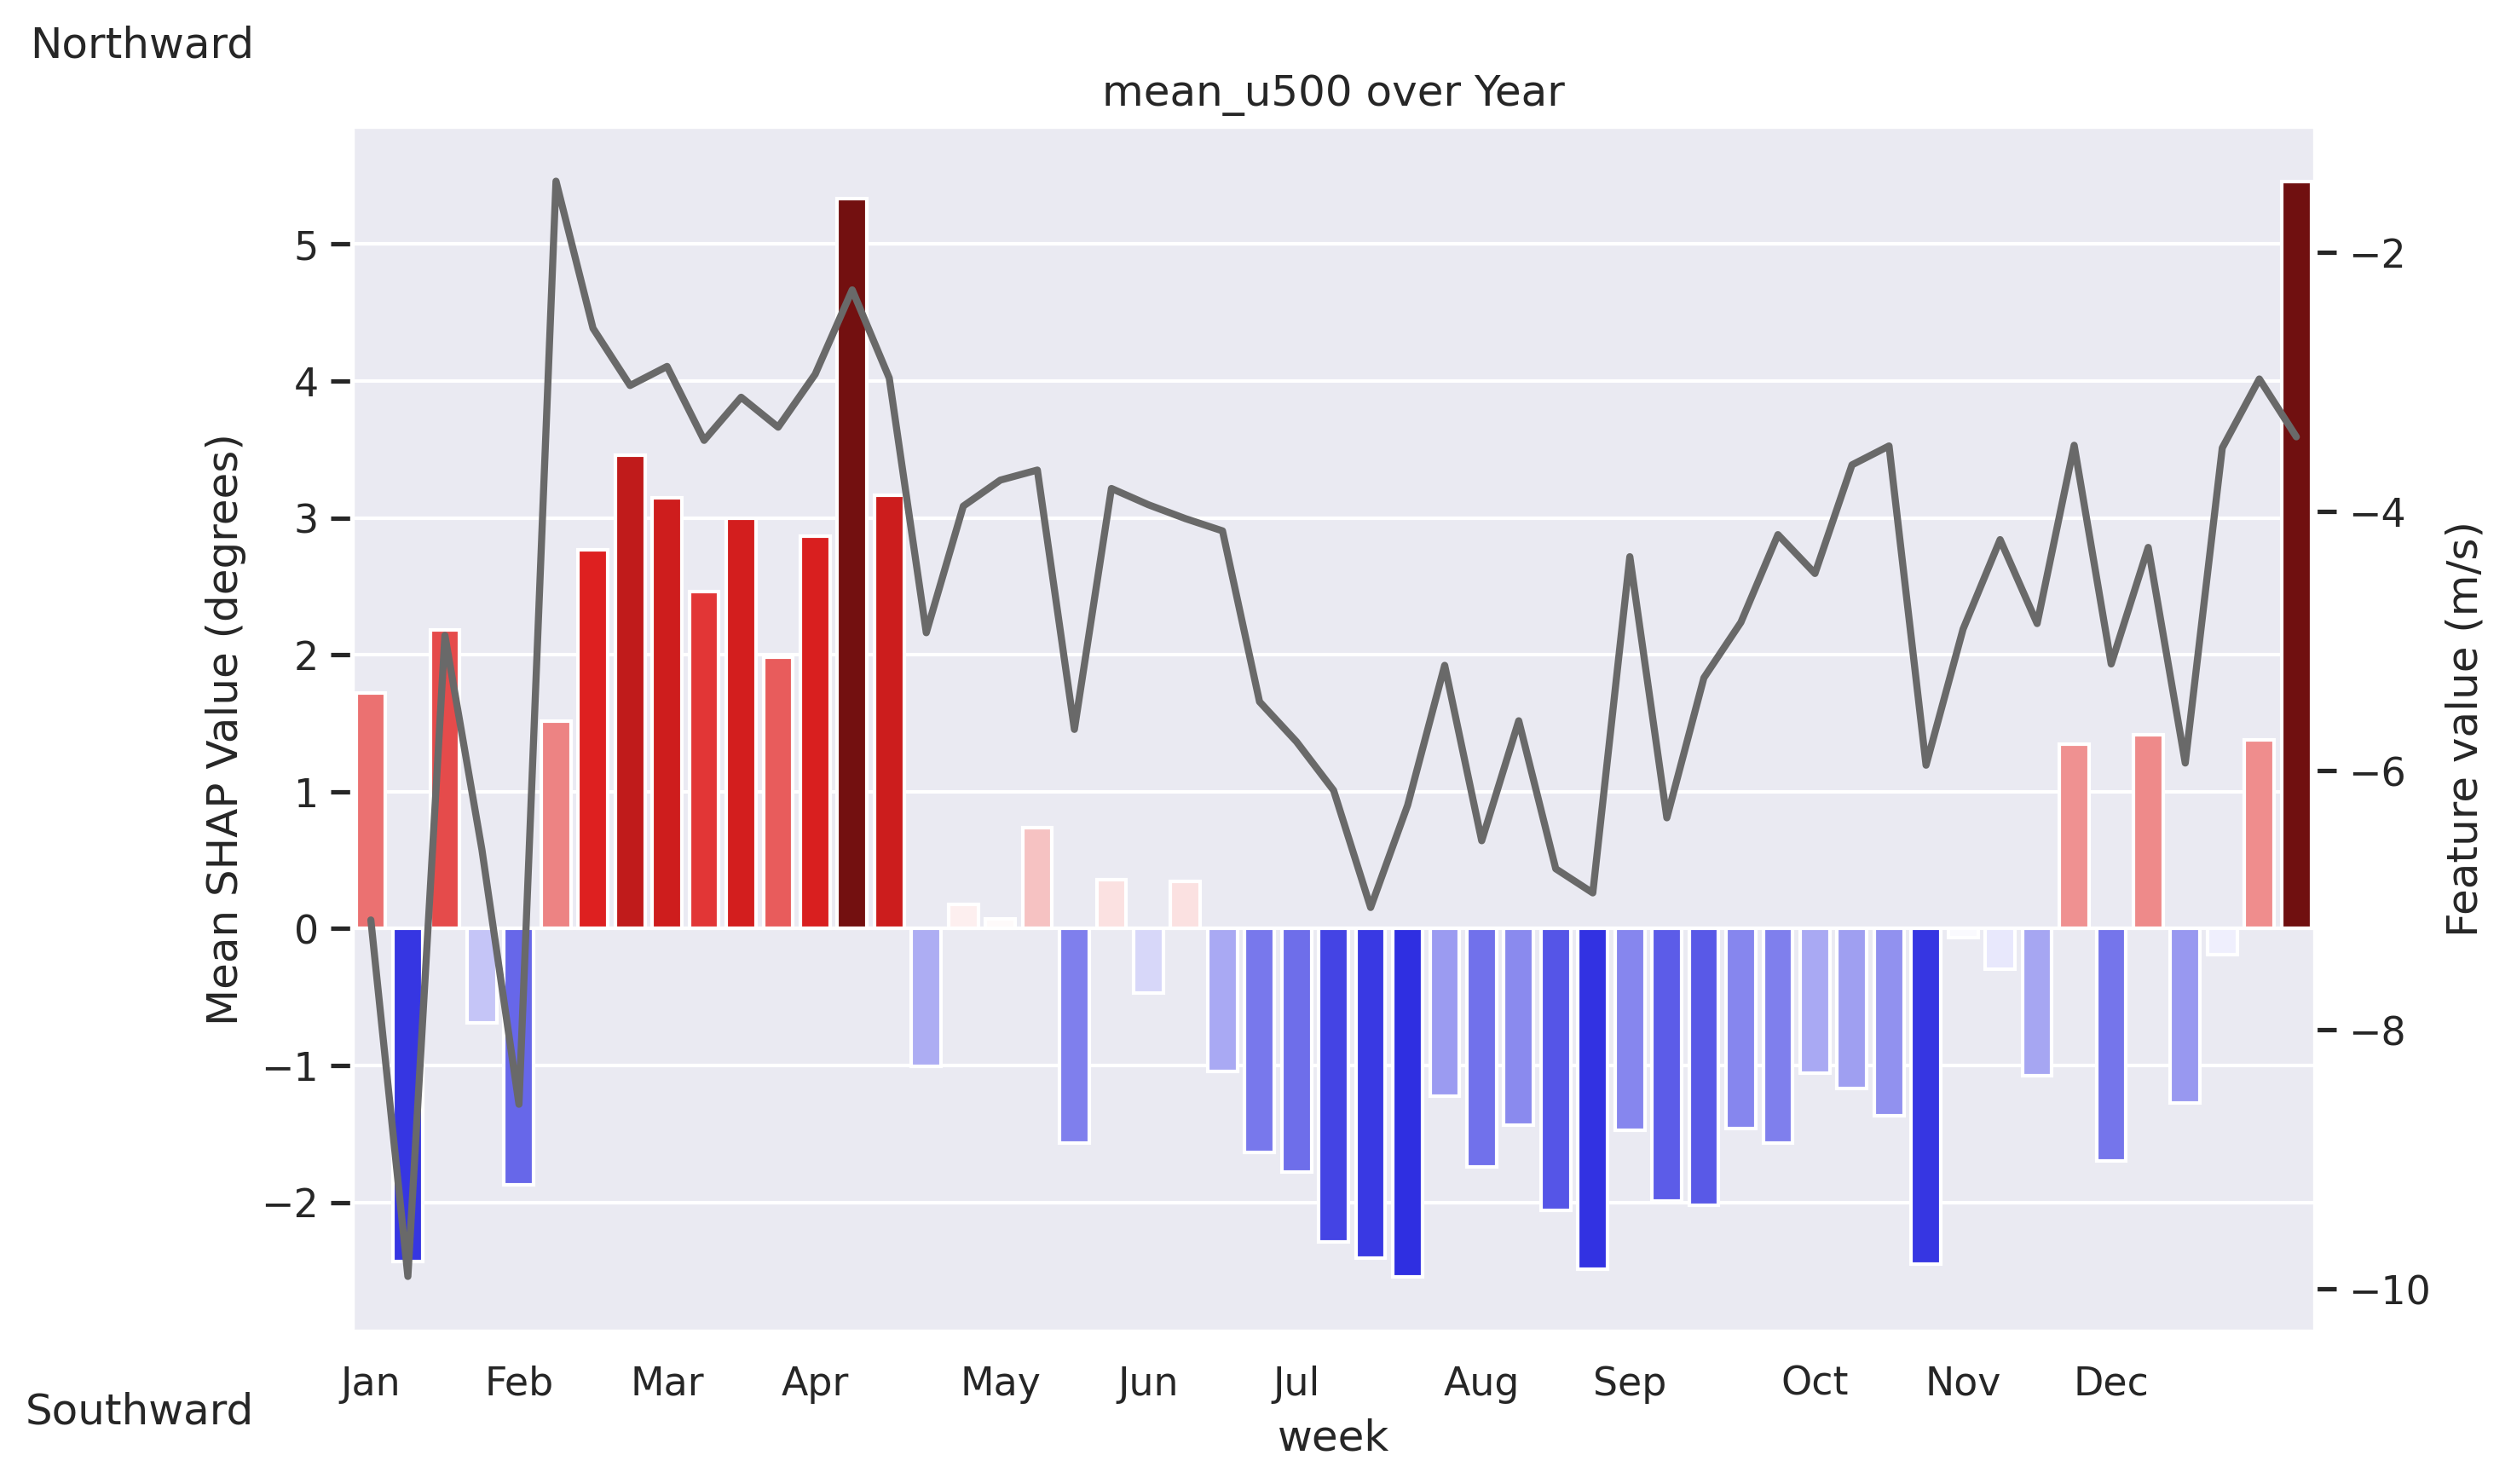 Northward
mean_u500 over Year
Mean SHAP Value (degrees)
5
4
3
2
1
0
−1
−2
Feature value (m/s)
−2
−4
−6
−8
−10
Jan Feb Mar Apr May Jun Jul Aug Sep Oct Nov Dec
week
Southward